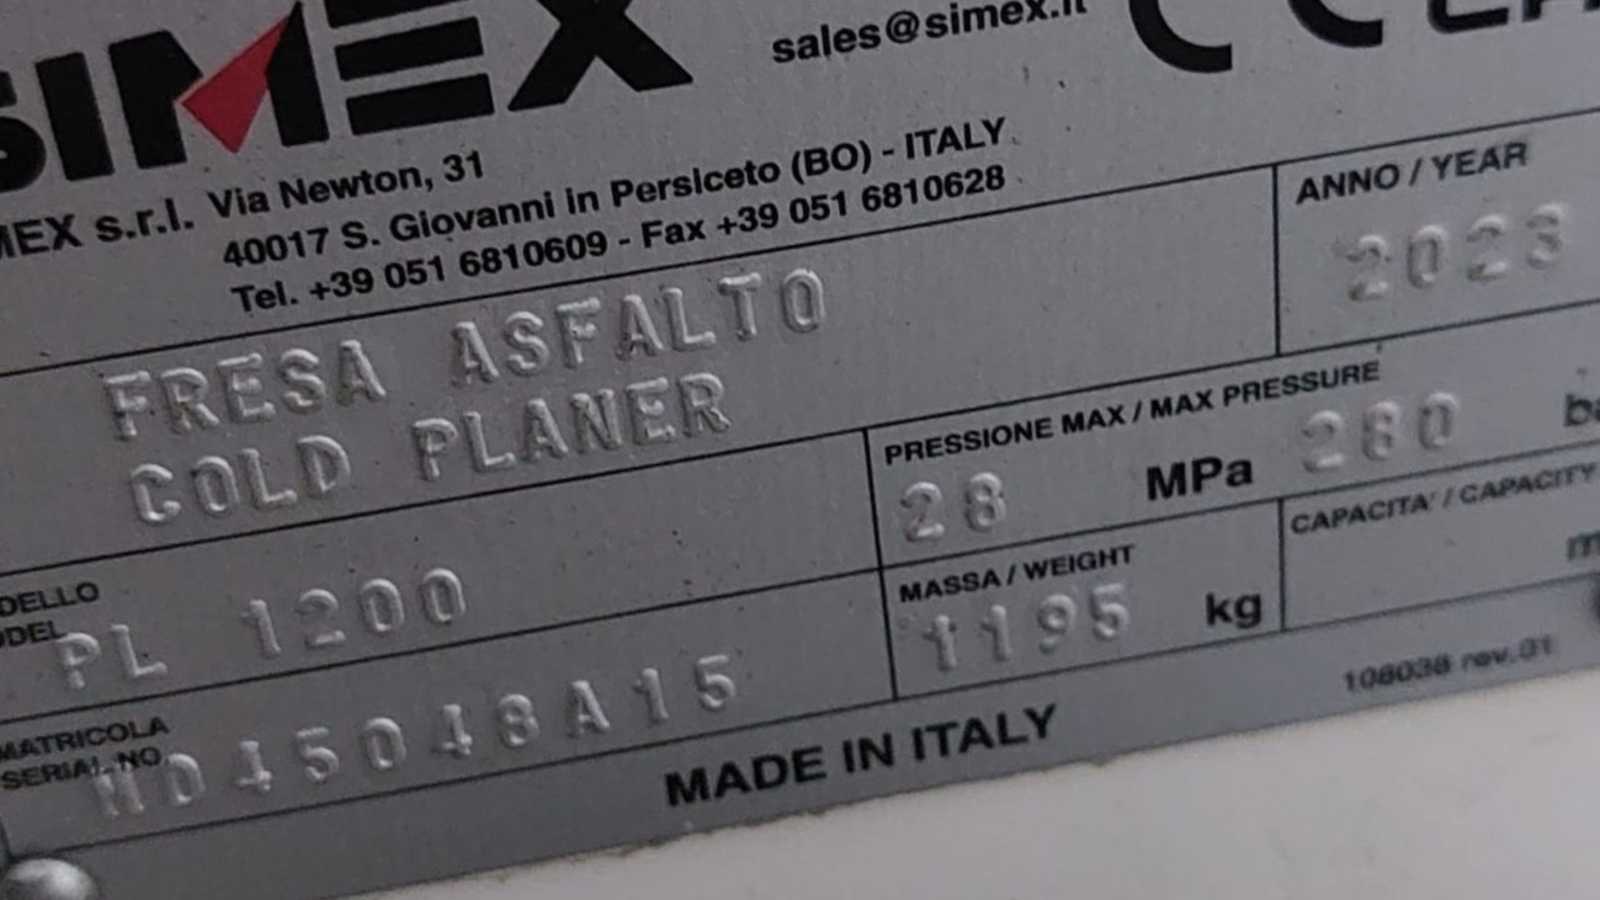 SIMEX
sales@simex.it
s.r.l. Via Newton, 31
40017 S. Giovanni in Persiceto (BO) - ITALY
Tel. +39 051 6810609 - Fax +39 051 6810628
ANNO / YEAR
2023
FRESA ASFALTO
COLD PLANER
PRESSIONE MAX / MAX PRESSURE
28 MPa 280
PL 1200
MASSA / WEIGHT
1195 kg
CAPACITA' / CAPACITY
MATRICOLA
SERIAL NO.
45048A15
MADE IN ITALY
108038 rev.01